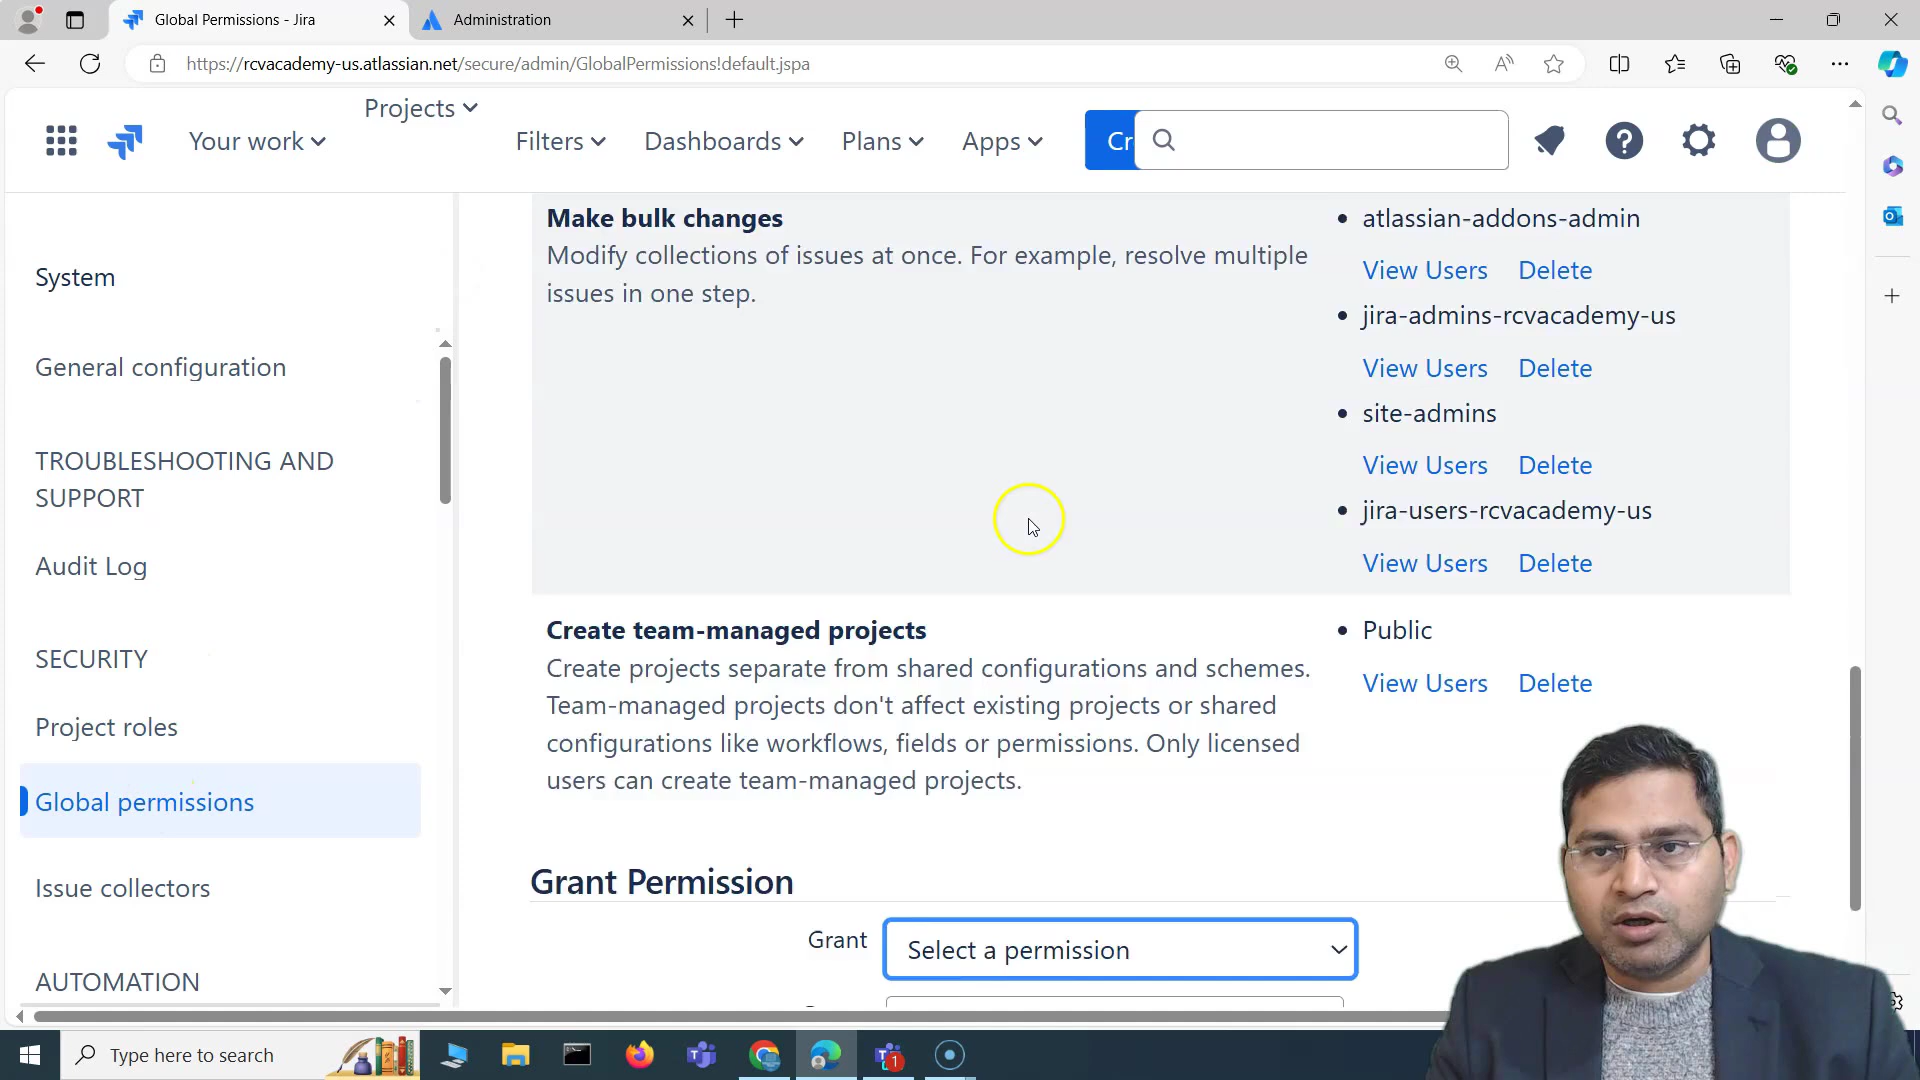 Global Permissions - Jira
Administration
https://rcvacademy-us.atlassian.net/secure/admin/GlobalPermissions!default.jspa
Your work
Projects
Filters
Dashboards
Plans
Apps
Cr
System
General configuration
TROUBLESHOOTING AND
SUPPORT
Audit Log
SECURITY
Project roles
Global permissions
Issue collectors
AUTOMATION
Make bulk changes
Modify collections of issues at once. For example, resolve multiple
issues in one step.
atlassian-addons-admin
View Users Delete
jira-admins-rcvacademy-us
View Users Delete
site-admins
View Users Delete
jira-users-rcvacademy-us
View Users Delete
Create team-managed projects
Create projects separate from shared configurations and schemes.
Team-managed projects don't affect existing projects or shared
configurations like workflows, fields or permissions. Only licensed
users can create team-managed projects.
Public
View Users Delete
Grant Permission
Grant
Select a permission
Type here to search
1